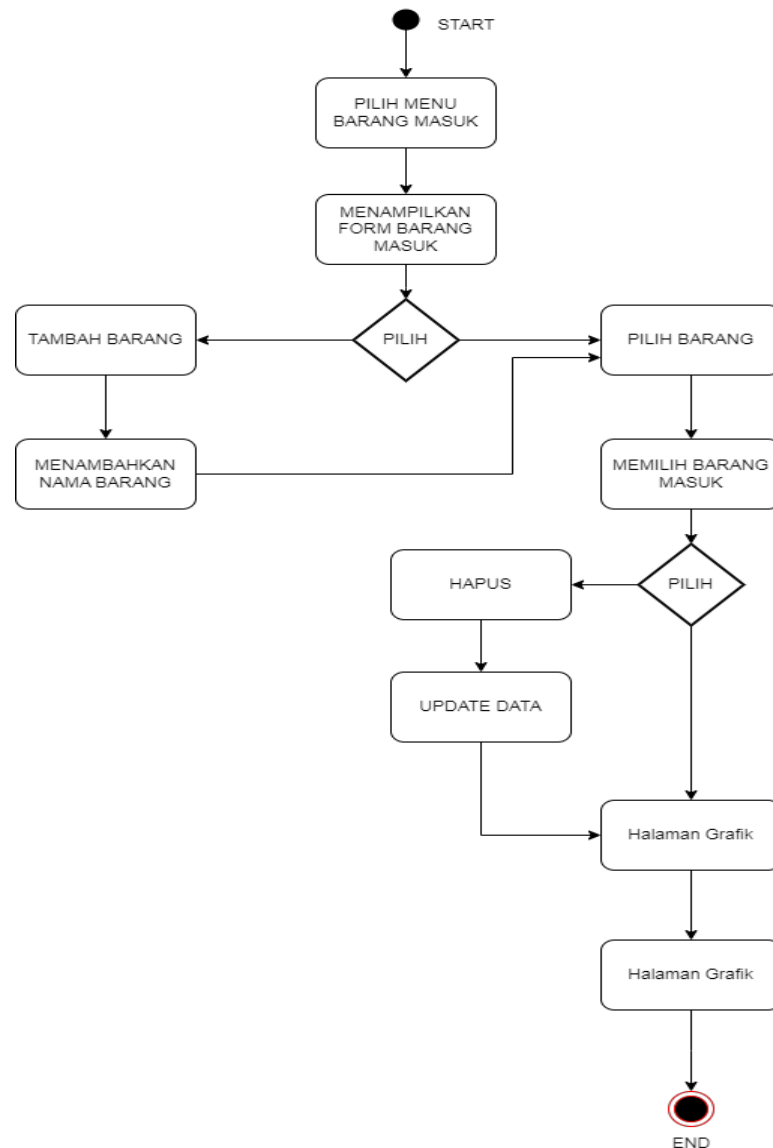 START
PILIH MENU
BARANG MASUK
MENAMPILKAN
FORM BARANG
MASUK
TAMBAH BARANG
PILIH
PILIH BARANG
MENAMBAHKAN
NAMA BARANG
MEMILIH BARANG
MASUK
HAPUS
PILIH
UPDATE DATA
Halaman Grafik
Halaman Grafik
END